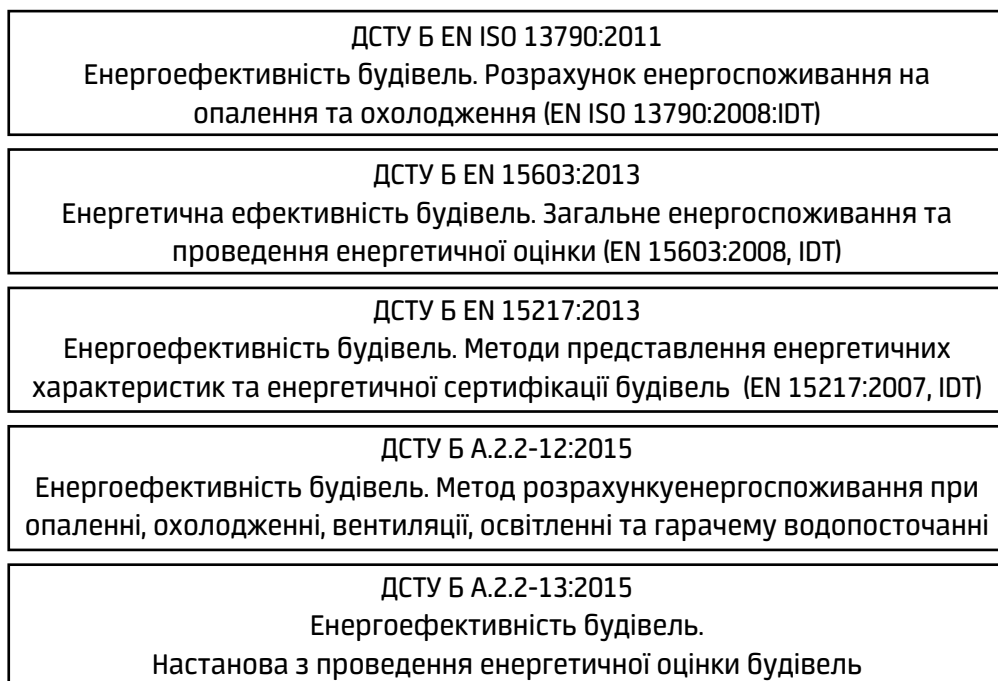 ДСТУ Б EN ISO 13790:2011
Енергоефективність будівель. Розрахунок енергоспоживання на
опалення та охолодження (EN ISO 13790:2008:IDT)
ДСТУ Б EN 15603:2013
Енергетична ефективність будівель. Загальне енергоспоживання та
проведення енергетичної оцінки (EN 15603:2008, IDT)
ДСТУ Б EN 15217:2013
Енергоефективність будівель. Методи представлення енергетичних
характеристик та енергетичної сертифікації будівель (EN 15217:2007, IDT)
ДСТУ Б А.2.2-12:2015
Енергоефективність будівель. Метод розрахункуенергоспоживання при
опаленні, охолодженні, вентиляції, освітленні та гарачему водопосточанні
ДСТУ Б А.2.2-13:2015
Енергоефективність будівель.
Настанова з проведення енергетичної оцінки будівель